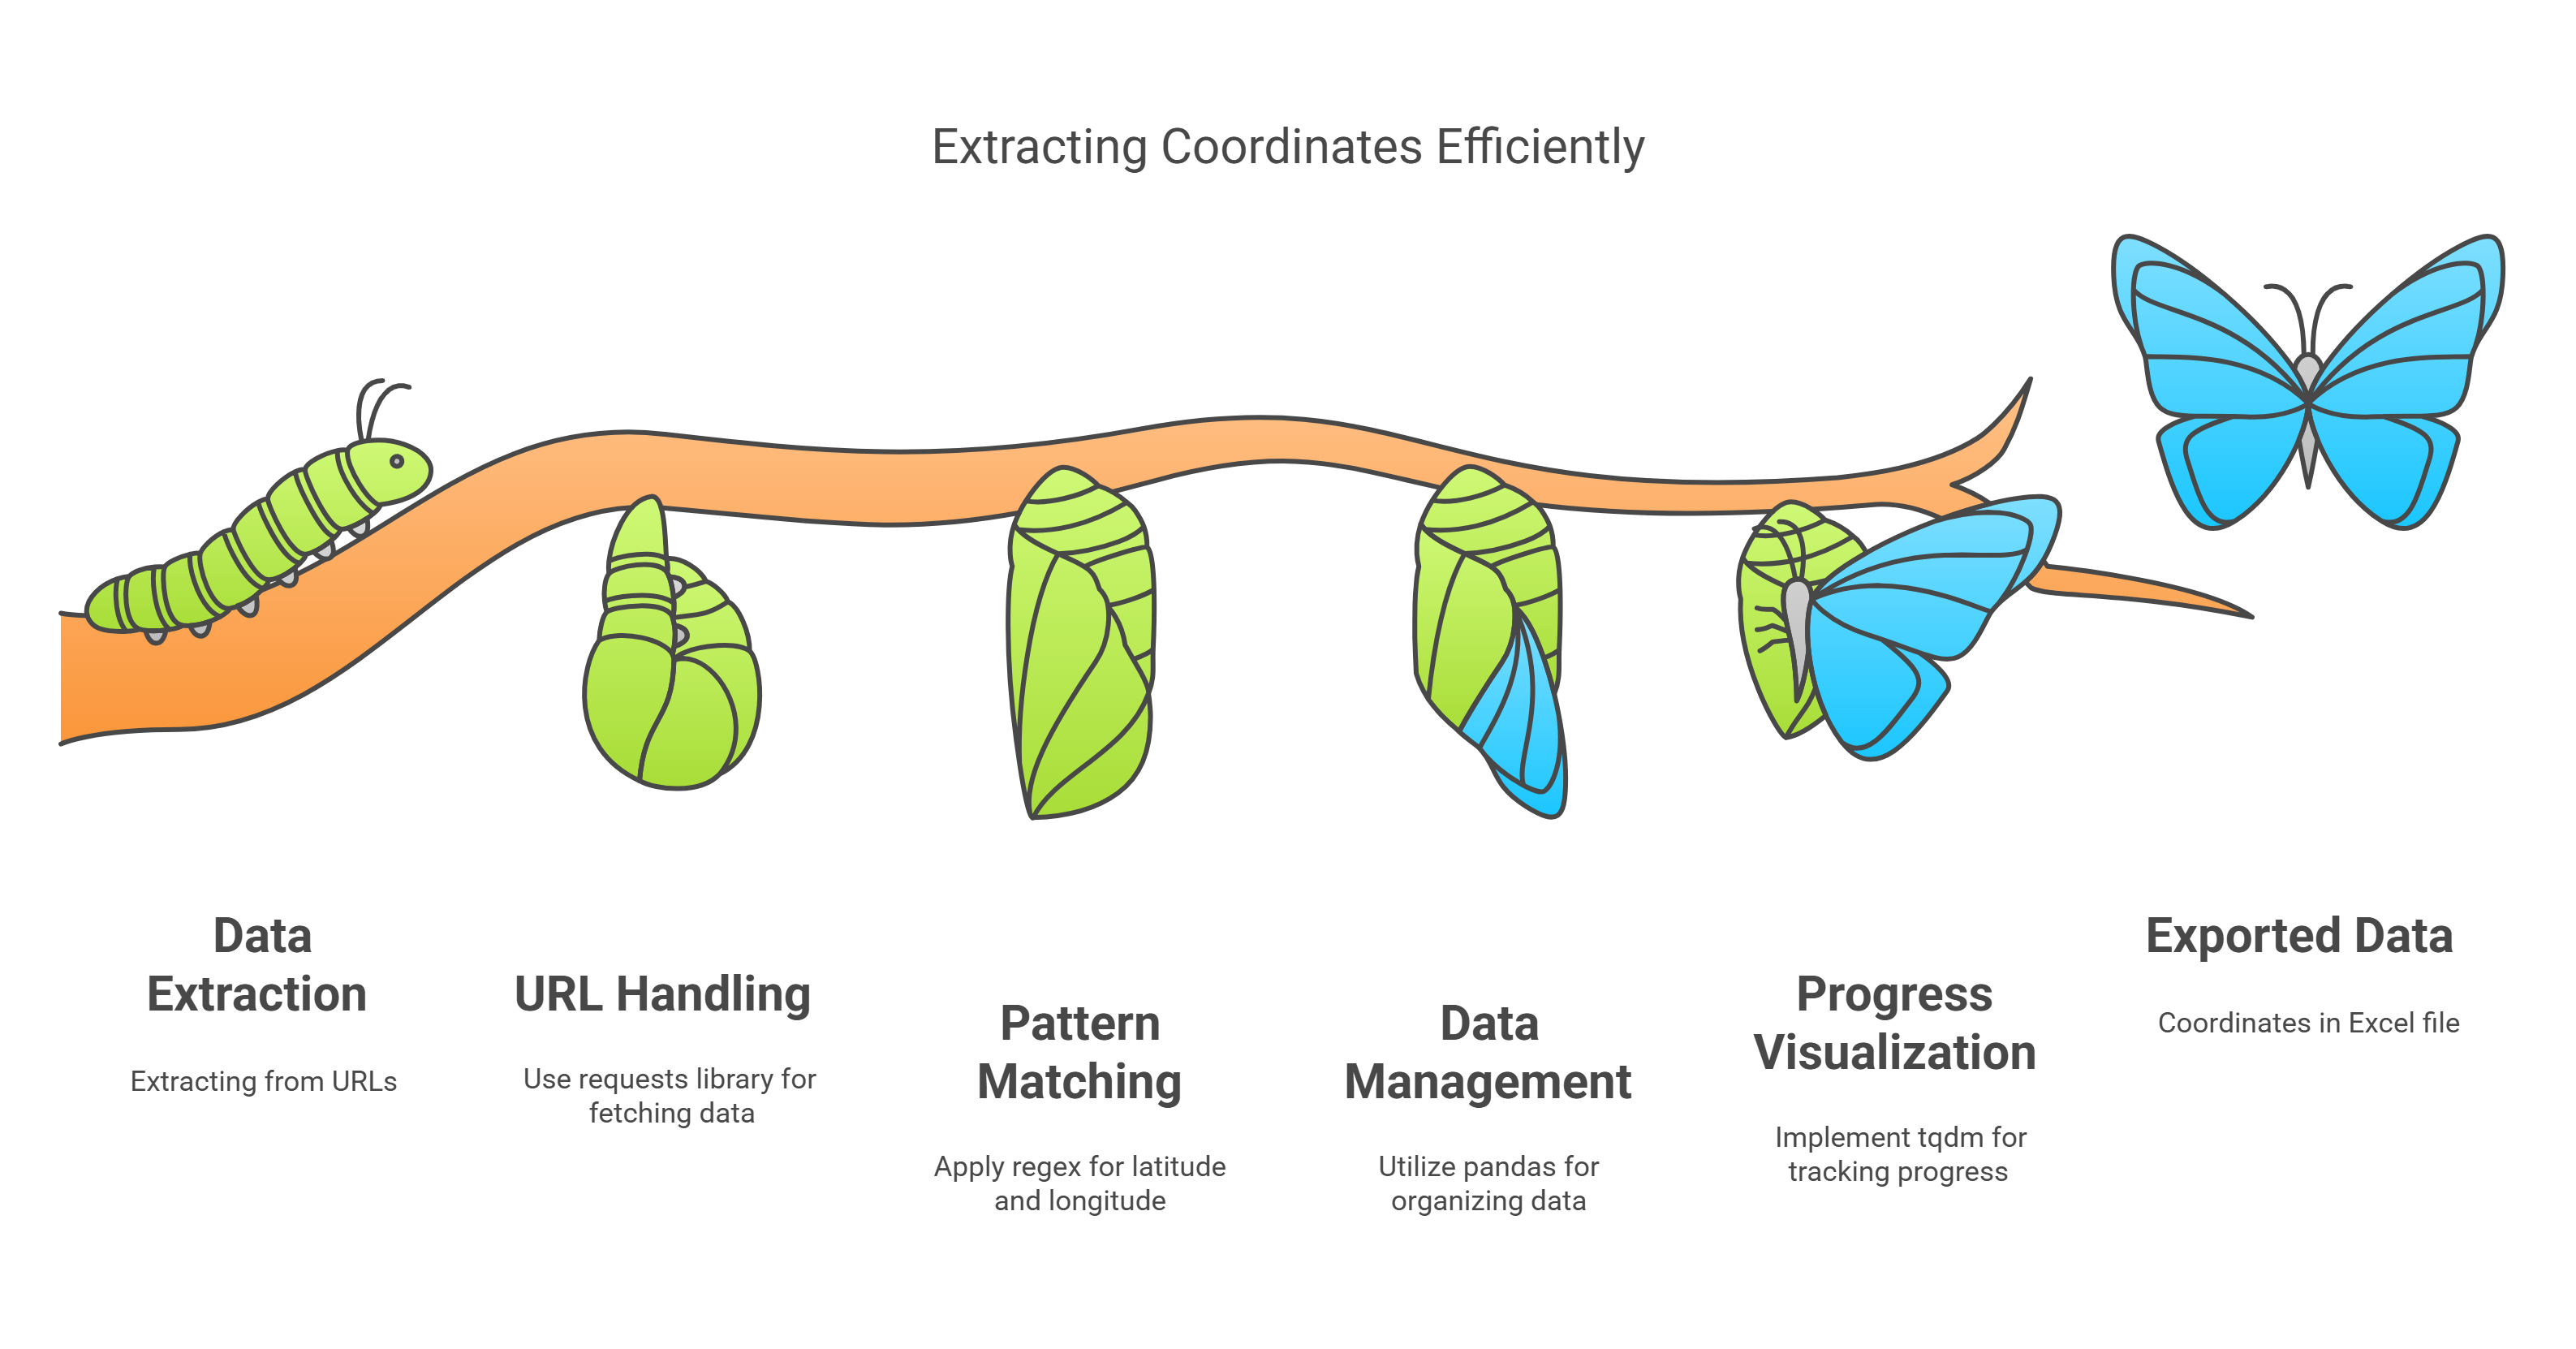 Extracting Coordinates Efficiently
Data
Extraction
Extracting from URLs
URL Handling
Use requests library for
fetching data
Pattern
Matching
Apply regex for latitude
and longitude
Data
Management
Utilize pandas for
organizing data
Progress
Visualization
Implement tqdm for
tracking progress
Exported Data
Coordinates in Excel file